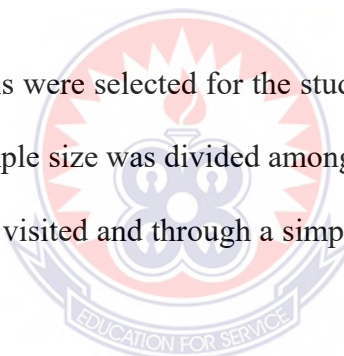 s were selected for the stud
ple size was divided among
visited and through a simp
EDUCATION FOR SERVICE